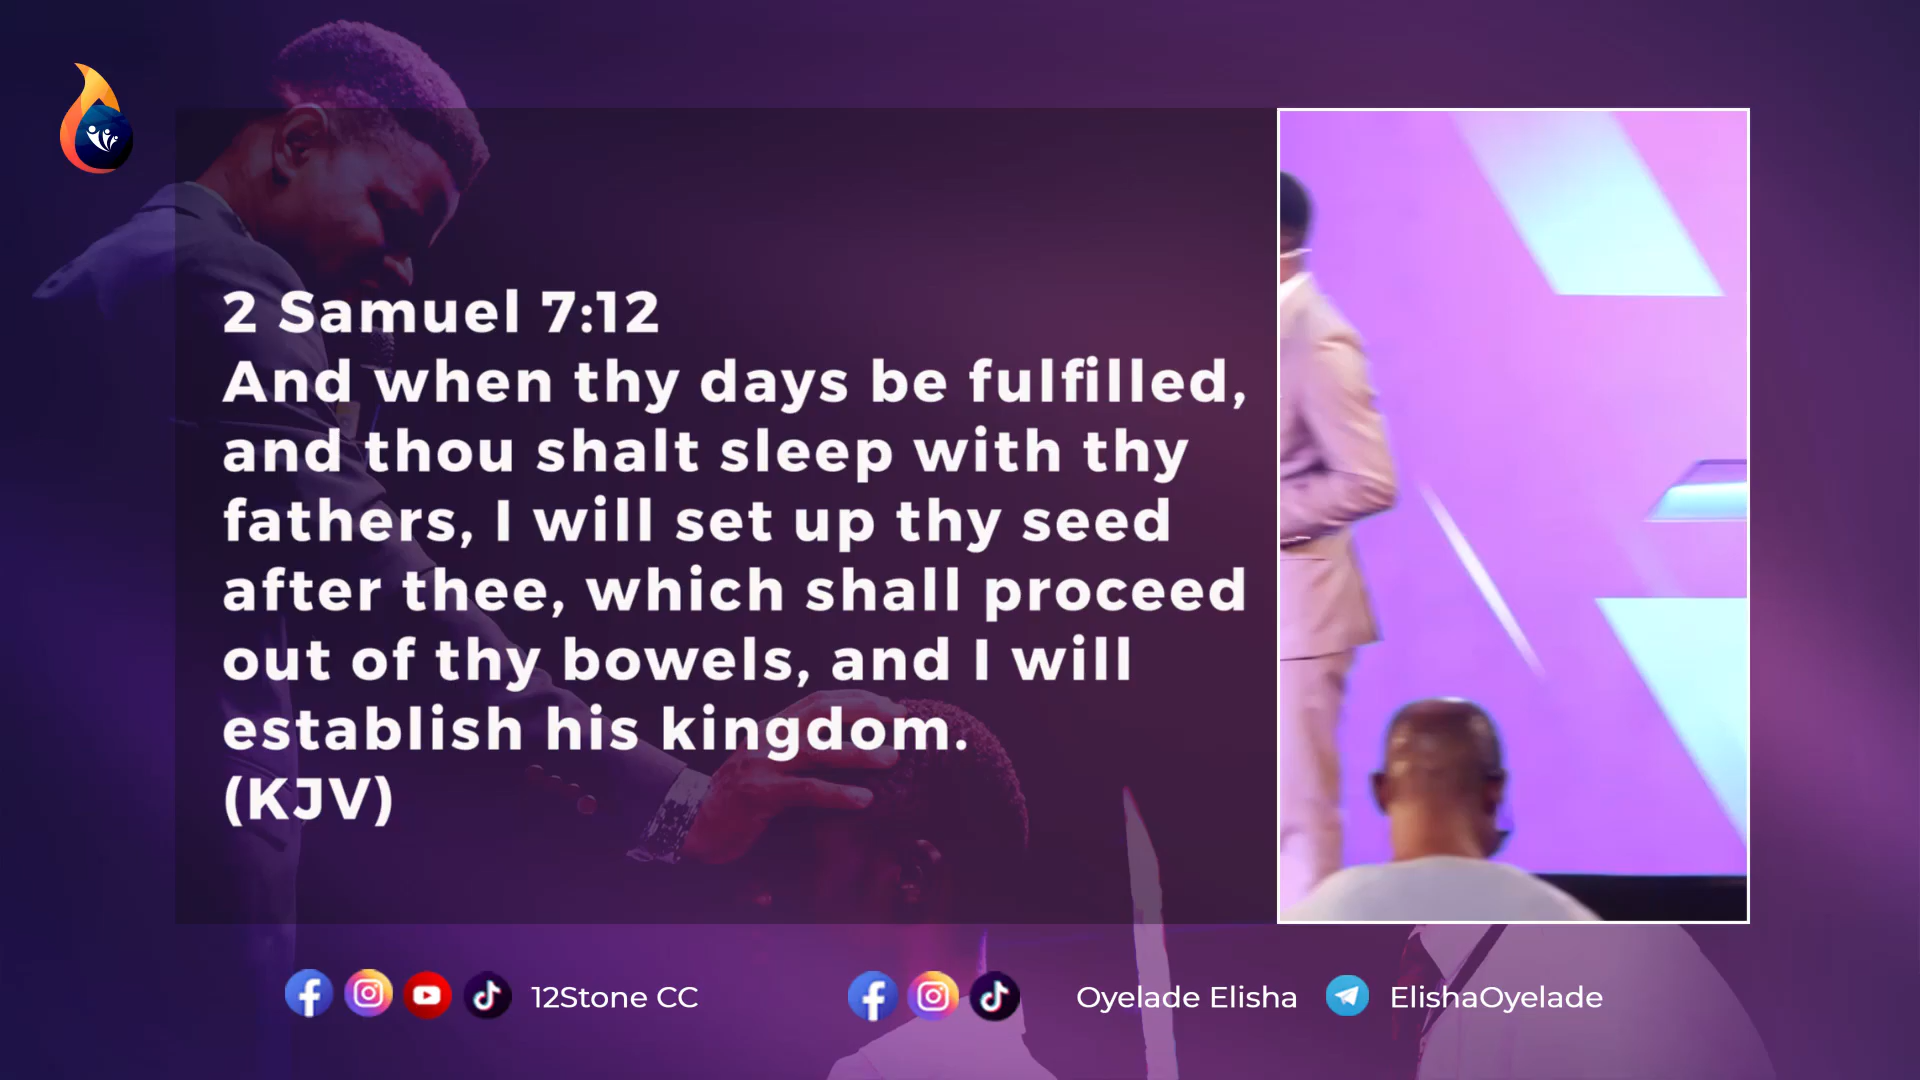 2 Samuel 7:12
And when thy days be fulfilled,
and thou shalt sleep with thy
fathers, I will set up thy seed
after thee, which shall proceed
out of thy bowels, and I will
establish his kingdom.
(KJV)
12Stone CC
Oyelade Elisha
ElishaOyelade